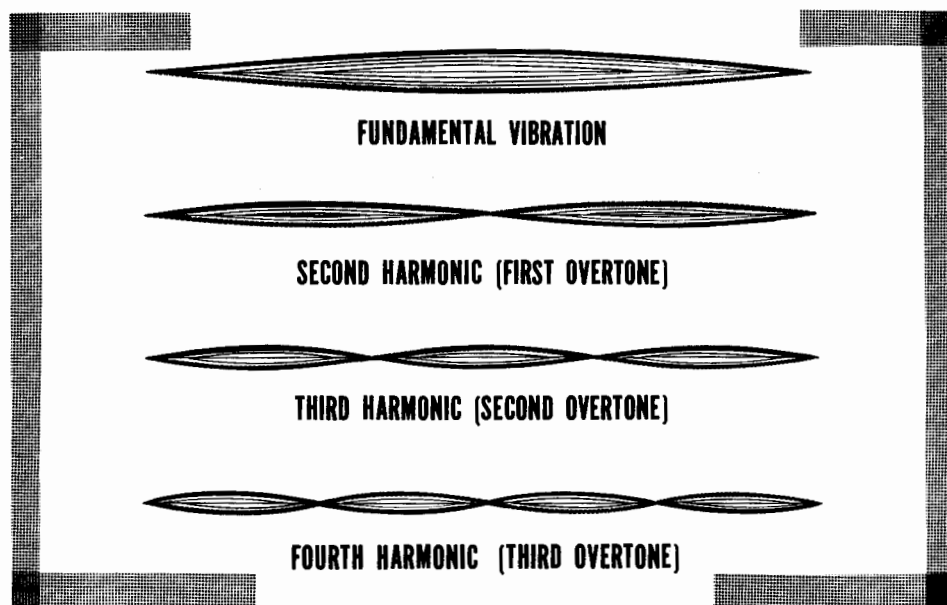 FUNDAMENTAL VIBRATION
SECOND HARMONIC (FIRST OVERTONE)
THIRD HARMONIC (SECOND OVERTONE)
FOURTH HARMONIC (THIRD OVERTONE)